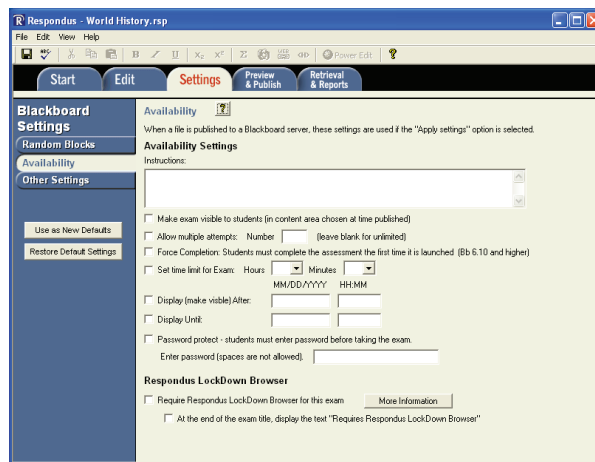 Respondus - World History.rsp
File Edit View Help
B I U X₂ X² Σ Power Edit ?
Start Edit Settings Preview & Publish Retrieval & Reports
Blackboard Settings
Random Blocks
Availability
Other Settings
Use as New Defaults
Restore Default Settings
Availability ?
When a file is published to a Blackboard server, these settings are used if the "Apply settings" option is selected.
Availability Settings
Instructions:
Make exam visible to students (in content area chosen at time published)
Allow multiple attempts: Number (leave blank for unlimited)
Force Completion: Students must complete the assessment the first time it is launched (Bb 6.10 and higher)
Set time limit for Exam: Hours Minutes
MM/DD/YYYY HH:MM
Display (make visble) After:
Display Until:
Password protect - students must enter password before taking the exam.
Enter password (spaces are not allowed).
Respondus LockDown Browser
Require Respondus LockDown Browser for this exam More Information
At the end of the exam title, display the text "Requires Respondus LockDown Browser"